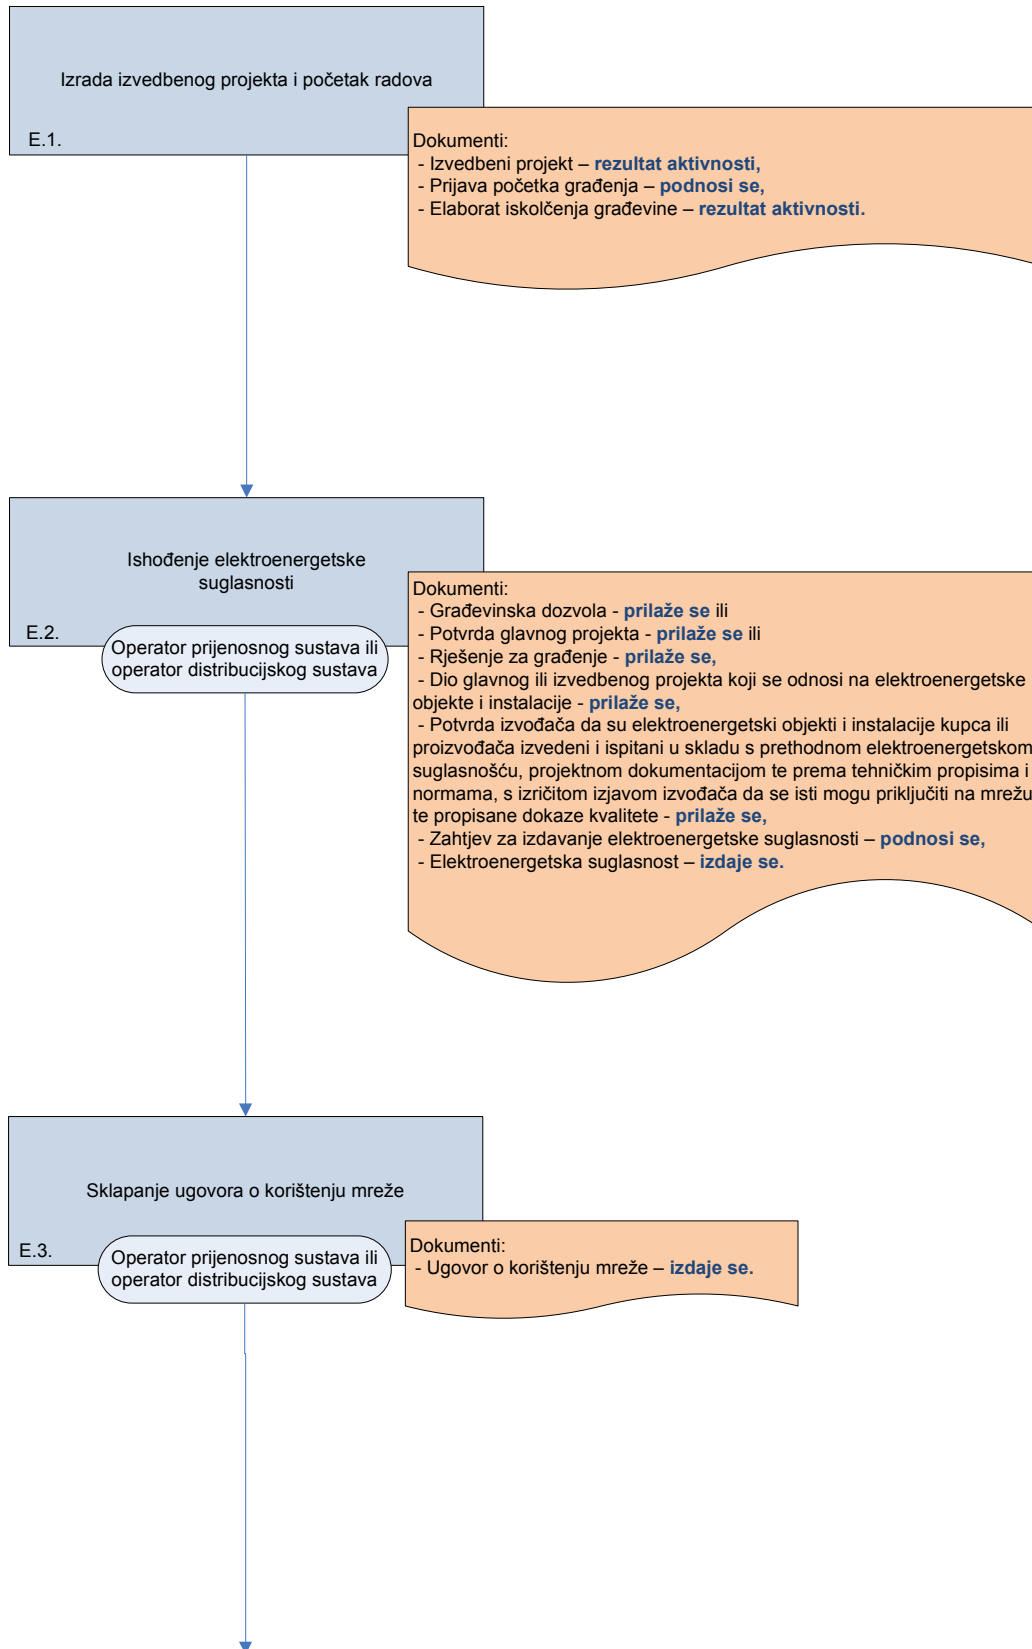 Izrada izvedbenog projekta i početak radova
E.1.
Dokumenti:
- Izvedbeni projekt – rezultat aktivnosti,
- Prijava početka građenja – podnosi se,
- Elaborat iskolčenja građevine – rezultat aktivnosti.
Ishođenje elektroenergetske
suglasnosti
E.2.
Operator prijenosnog sustava ili
operator distribucijskog sustava
Dokumenti:
- Građevinska dozvola - prilaže se ili
- Potvrda glavnog projekta - prilaže se ili
- Rješenje za građenje - prilaže se,
- Dio glavnog ili izvedbenog projekta koji se odnosi na elektroenergetske
objekte i instalacije - prilaže se,
- Potvrda izvođača da su elektroenergetski objekti i instalacije kupca ili
proizvođača izvedeni i ispitani u skladu s prethodnom elektroenergetskom
suglasnošću, projektnom dokumentacijom te prema tehničkim propisima i
normama, s izričitom izjavom izvođača da se isti mogu priključiti na mrežu
te propisane dokaze kvalitete - prilaže se,
- Zahtjev za izdavanje elektroenergetske suglasnosti – podnosi se,
- Elektroenergetska suglasnost – izdaje se.
Sklapanje ugovora o korištenju mreže
E.3.
Operator prijenosnog sustava ili
operator distribucijskog sustava
Dokumenti:
- Ugovor o korištenju mreže – izdaje se.